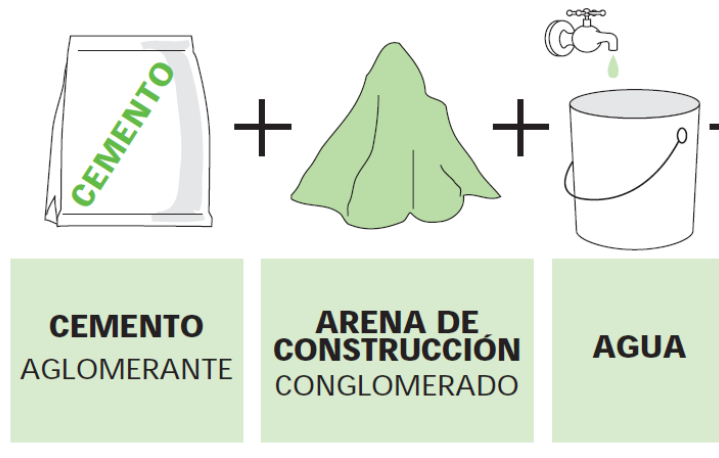 CEMENTO
CEMENTO
AGLOMERANTE
ARENA DE
CONSTRUCCIÓN
CONGLOMERADO
AGUA